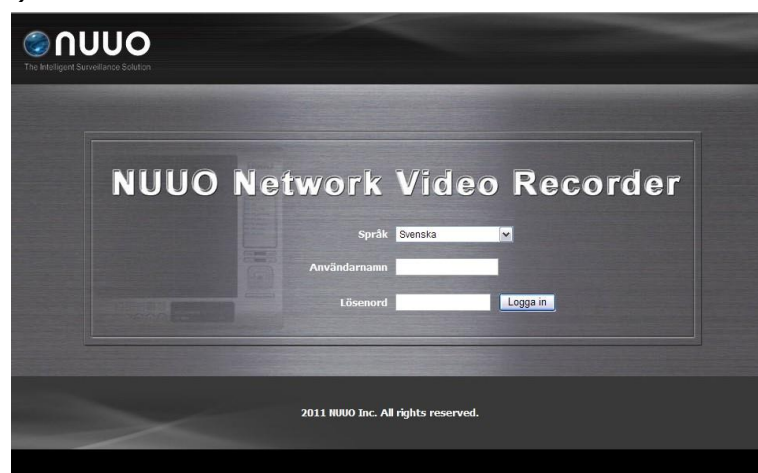 NUUO
The Intelligent Surveillance Solution
NUUO Network Video Recorder
Språk Svenska
Användarnamn
Lösenord Logga in
2011 NUUO Inc. All rights reserved.